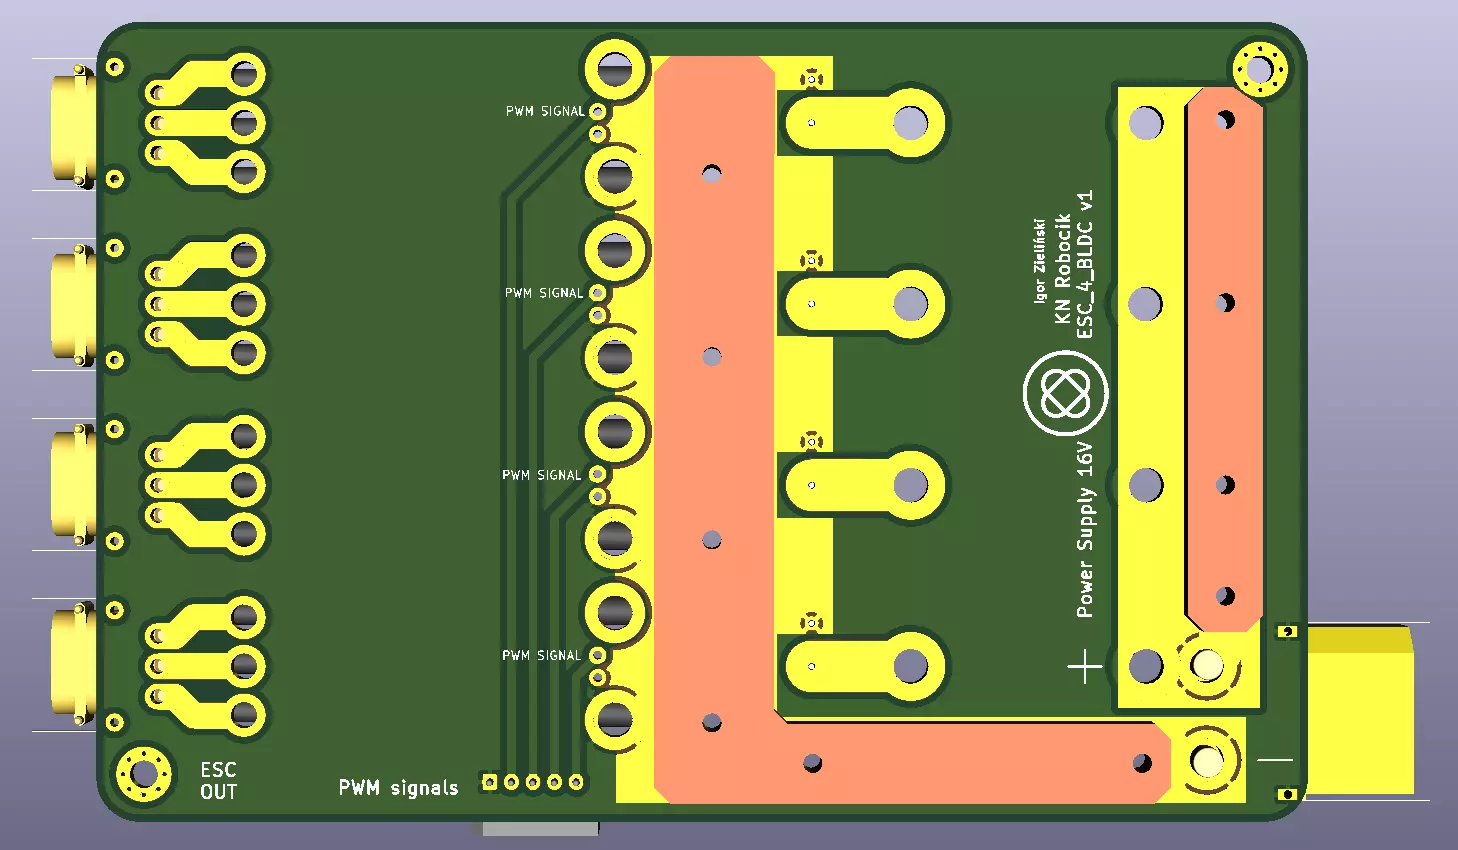 PWM SIGNAL
PWM SIGNAL
PWM SIGNAL
PWM SIGNAL
Igor Zieliński
KN Robocik
ESC_4_BLDC v1
Power Supply 16V
+
ESC
OUT
PWM signals
—